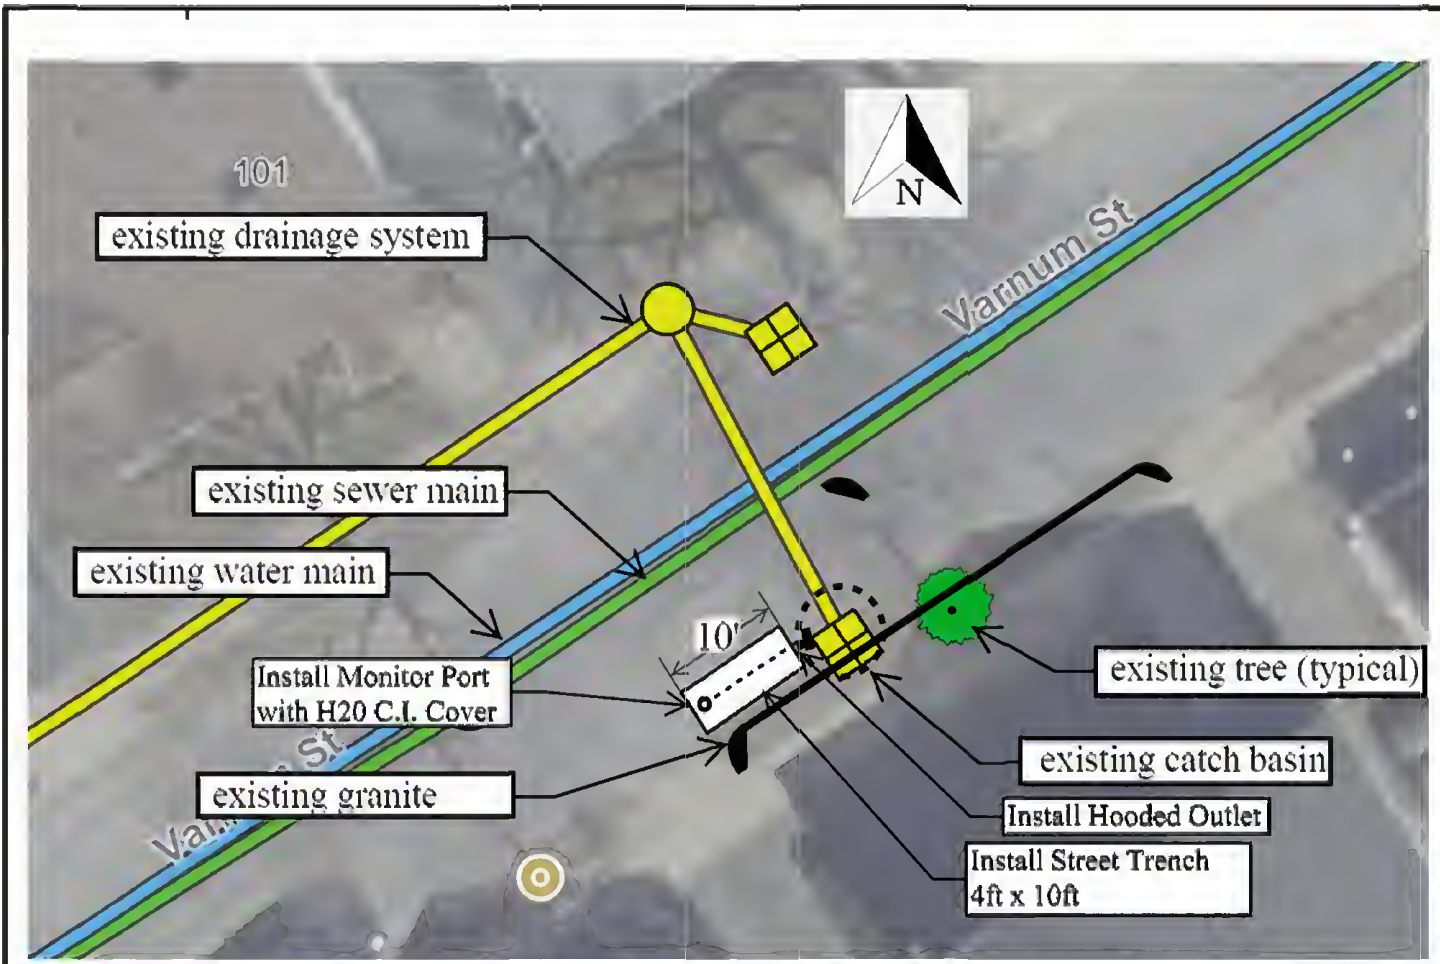 101
N
existing drainage system
Varnum St
existing sewer main
existing water main
10'
Install Monitor Port
with H20 C.I. Cover
existing tree (typical)
existing catch basin
existing granite
Install Hooded Outlet
Install Street Trench
4ft x 10ft
St